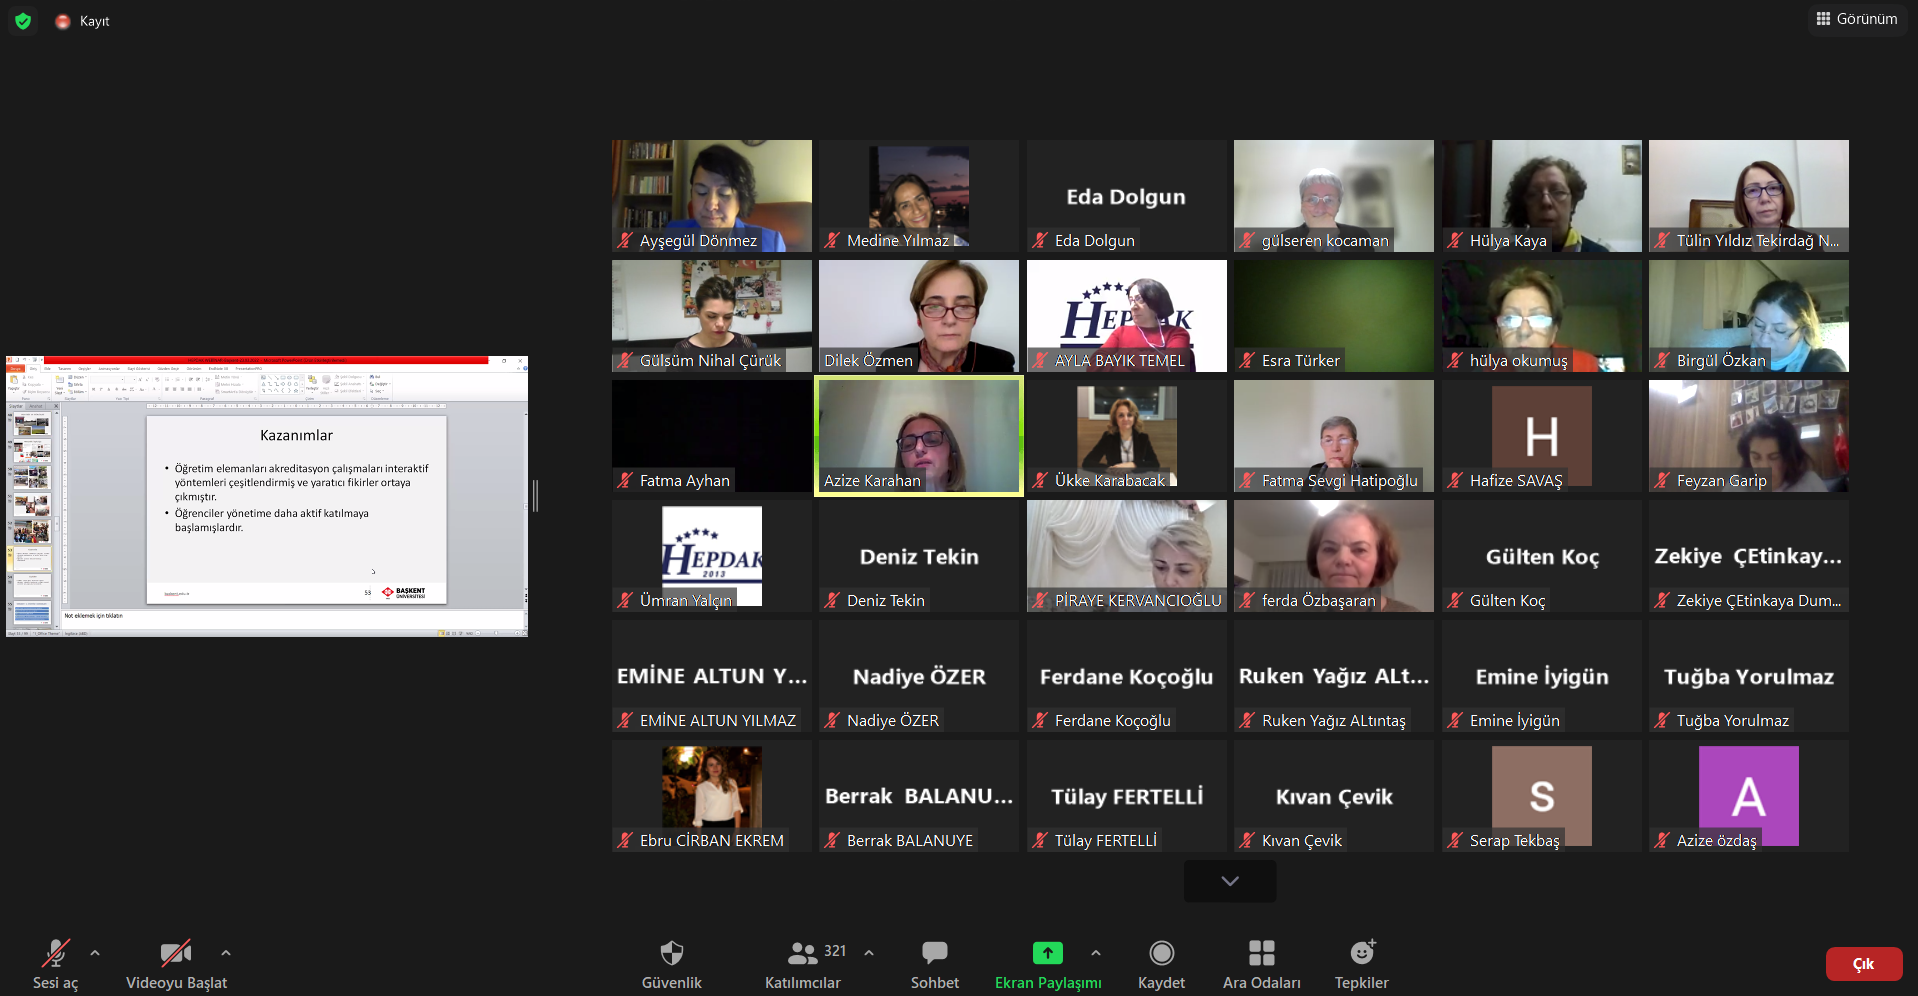 Kayıt
Görünüm
Kazanımlar
• Öğretim elemanları akreditasyon çalışmaları interaktif
yöntemleri çeşitlendirmiş ve yaratıcı fikirler ortaya
çıkmıştır.
• Öğrenciler yönetime daha aktif katılmaya
başlamışlardır.
53
BAŞKENT
ÜNİVERSİTESİ
Not eklemek için tıklatın
Ayşegül Dönmez
Medine Yılmaz
Eda Dolgun
Eda Dolgun
gülseren kocaman
Hülya Kaya
Tülin Yıldız Tekirdağ N...
Gülsüm Nihal Çürük
Dilek Özmen
HEPDAK
AYLA BAYIK TEMEL
Esra Türker
hülya okumuş
Birgül Özkan
Fatma Ayhan
Azize Karahan
Ükke Karabacak
Fatma Sevgi Hatipoğlu
H
Hafize SAVAŞ
Feyzan Garip
HEPDAK
2013
Ümran Yalçın
Deniz Tekin
Deniz Tekin
PİRAYE KERVANCIOĞLU
ferda Özbaşaran
Gülten Koç
Gülten Koç
Zekiye ÇEtinkay...
Zekiye ÇEtinkaya Dum...
EMİNE ALTUN Y...
EMİNE ALTUN YILMAZ
Nadiye ÖZER
Nadiye ÖZER
Ferdane Koçoğlu
Ferdane Koçoğlu
Ruken Yağız ALt...
Ruken Yağız ALtıntaş
Emine İyigün
Emine İyigün
Tuğba Yorulmaz
Tuğba Yorulmaz
Ebru CİRBAN EKREM
Berrak BALANU...
Berrak BALANUYE
Tülay FERTELLİ
Tülay FERTELLİ
Kıvan Çevik
Kıvan Çevik
S
Serap Tekbaş
A
Azize özdaş
Sesi aç
Videoyu Başlat
Güvenlik
321
Katılımcılar
Sohbet
Ekran Paylaşımı
Kaydet
Ara Odaları
Tepkiler
Çık